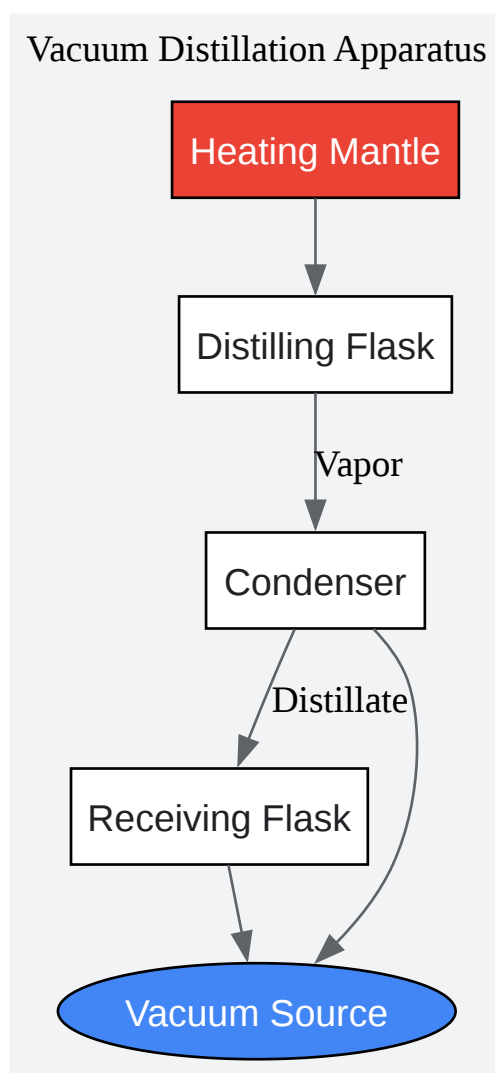 Vacuum Distillation Apparatus
Heating Mantle
Distilling Flask
Vapor
Condenser
Distillate
Receiving Flask
Vacuum Source